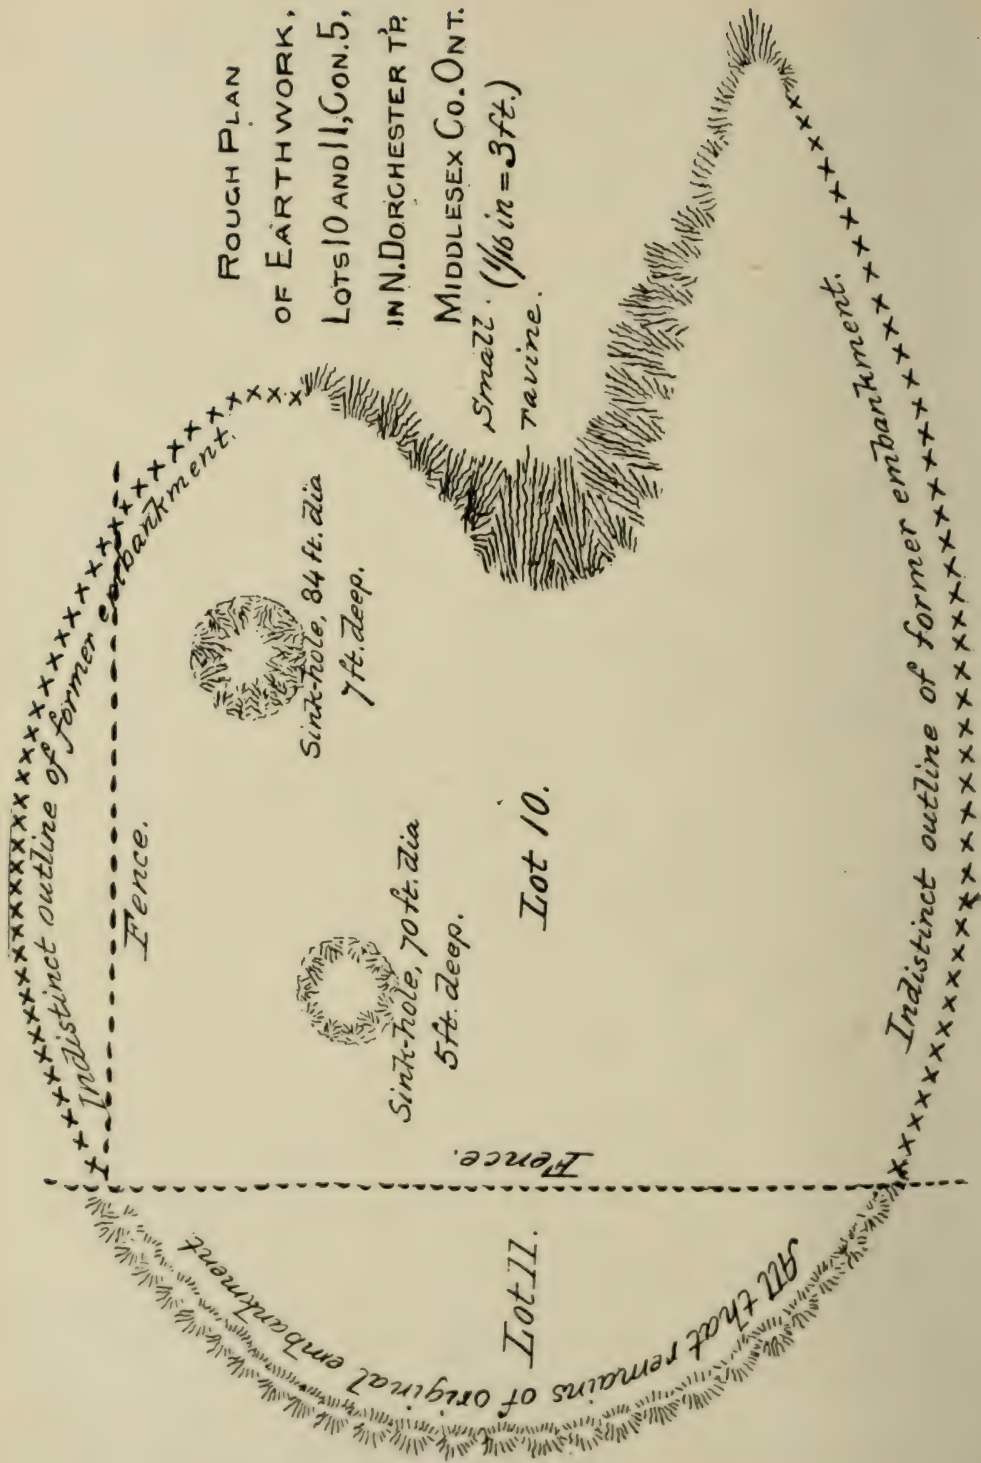 ROUGH PLAN
OF EARTHWORK,
LOTS 10 AND 11, CON. 5,
IN N. DORCHESTER TP.
MIDDLESEX CO. ONT.
(1/16 in = 3ft.)
Small
ravine.
Indistinct outline of former embankment.
Fence.
Sink-hole, 84 ft. dia
7 ft. deep.
Sink-hole, 70 ft. dia
5 ft. deep.
Lot 10.
Indistinct outline of former embankment.
Fence.
Lot 11.
All that remains of original embankment